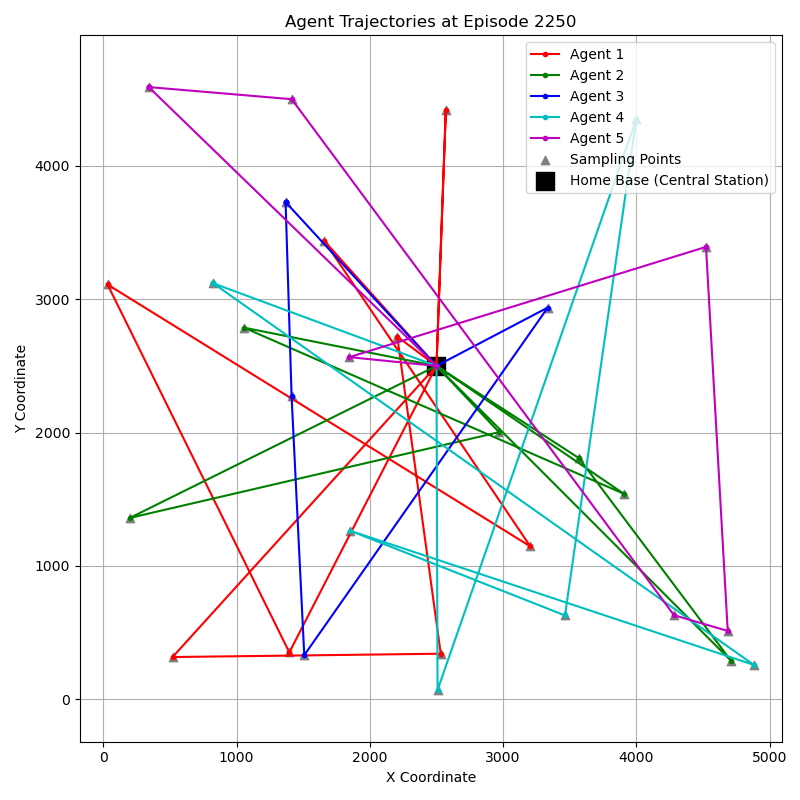 Agent Trajectories at Episode 2250
Agent 1
Agent 2
Agent 3
Agent 4
Agent 5
Sampling Points
Home Base (Central Station)
Y Coordinate
4000
3000
2000
1000
0
0 1000 2000 3000 4000 5000
X Coordinate